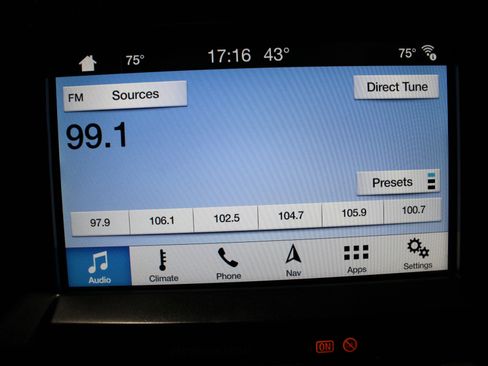 75° 17:16 43° 75°
FM Sources Direct Tune
99.1
Presets
97.9 106.1 102.5 104.7 105.9 100.7
Audio Climate Phone Nav Apps Settings
ON